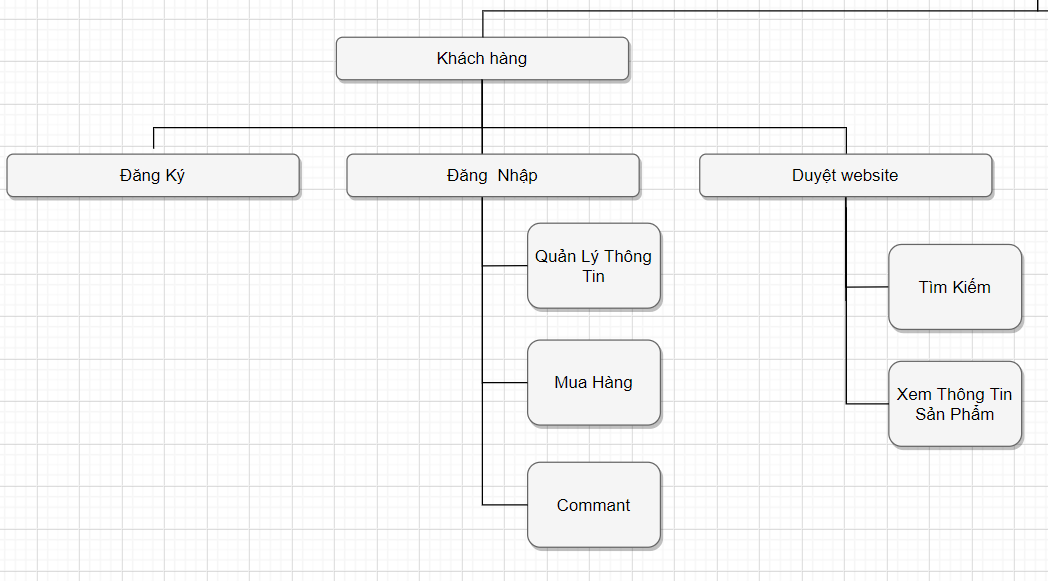 Khách hàng
Đăng Ký
Đăng  Nhập
Duyệt website
Quản Lý Thông
Tin
Mua Hàng
Commant
Tìm Kiếm
Xem Thông Tin
Sản Phẩm